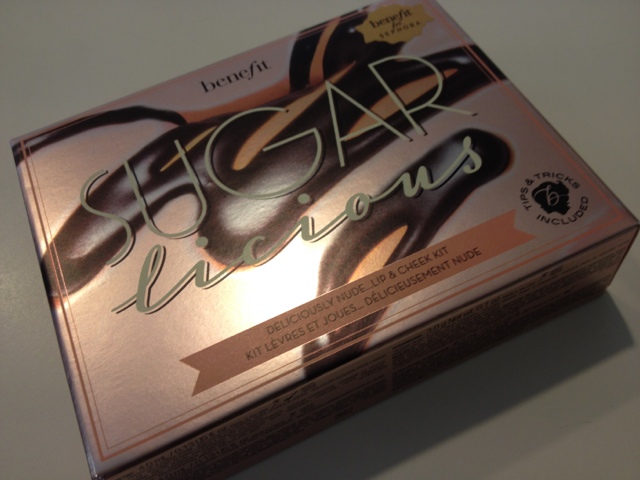 benefit
for
SEPHORA
benefit
SUGAR
licious
TIPS & TRICKS
b
INCLUDED
DELICIOUSLY NUDE...LIP & CHEEK KIT
KIT LÈVRES ET JOUES... DÉLICIEUSEMENT NUDE